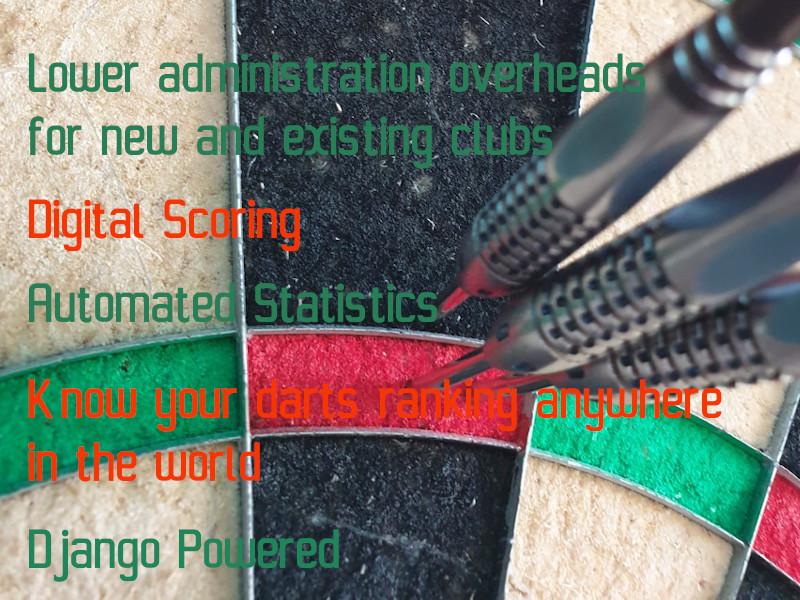 Lower administration overheads
for new and existing clubs
Digital Scoring
Automated Statistics
Know your darts ranking anywhere
in the world
Django Powered